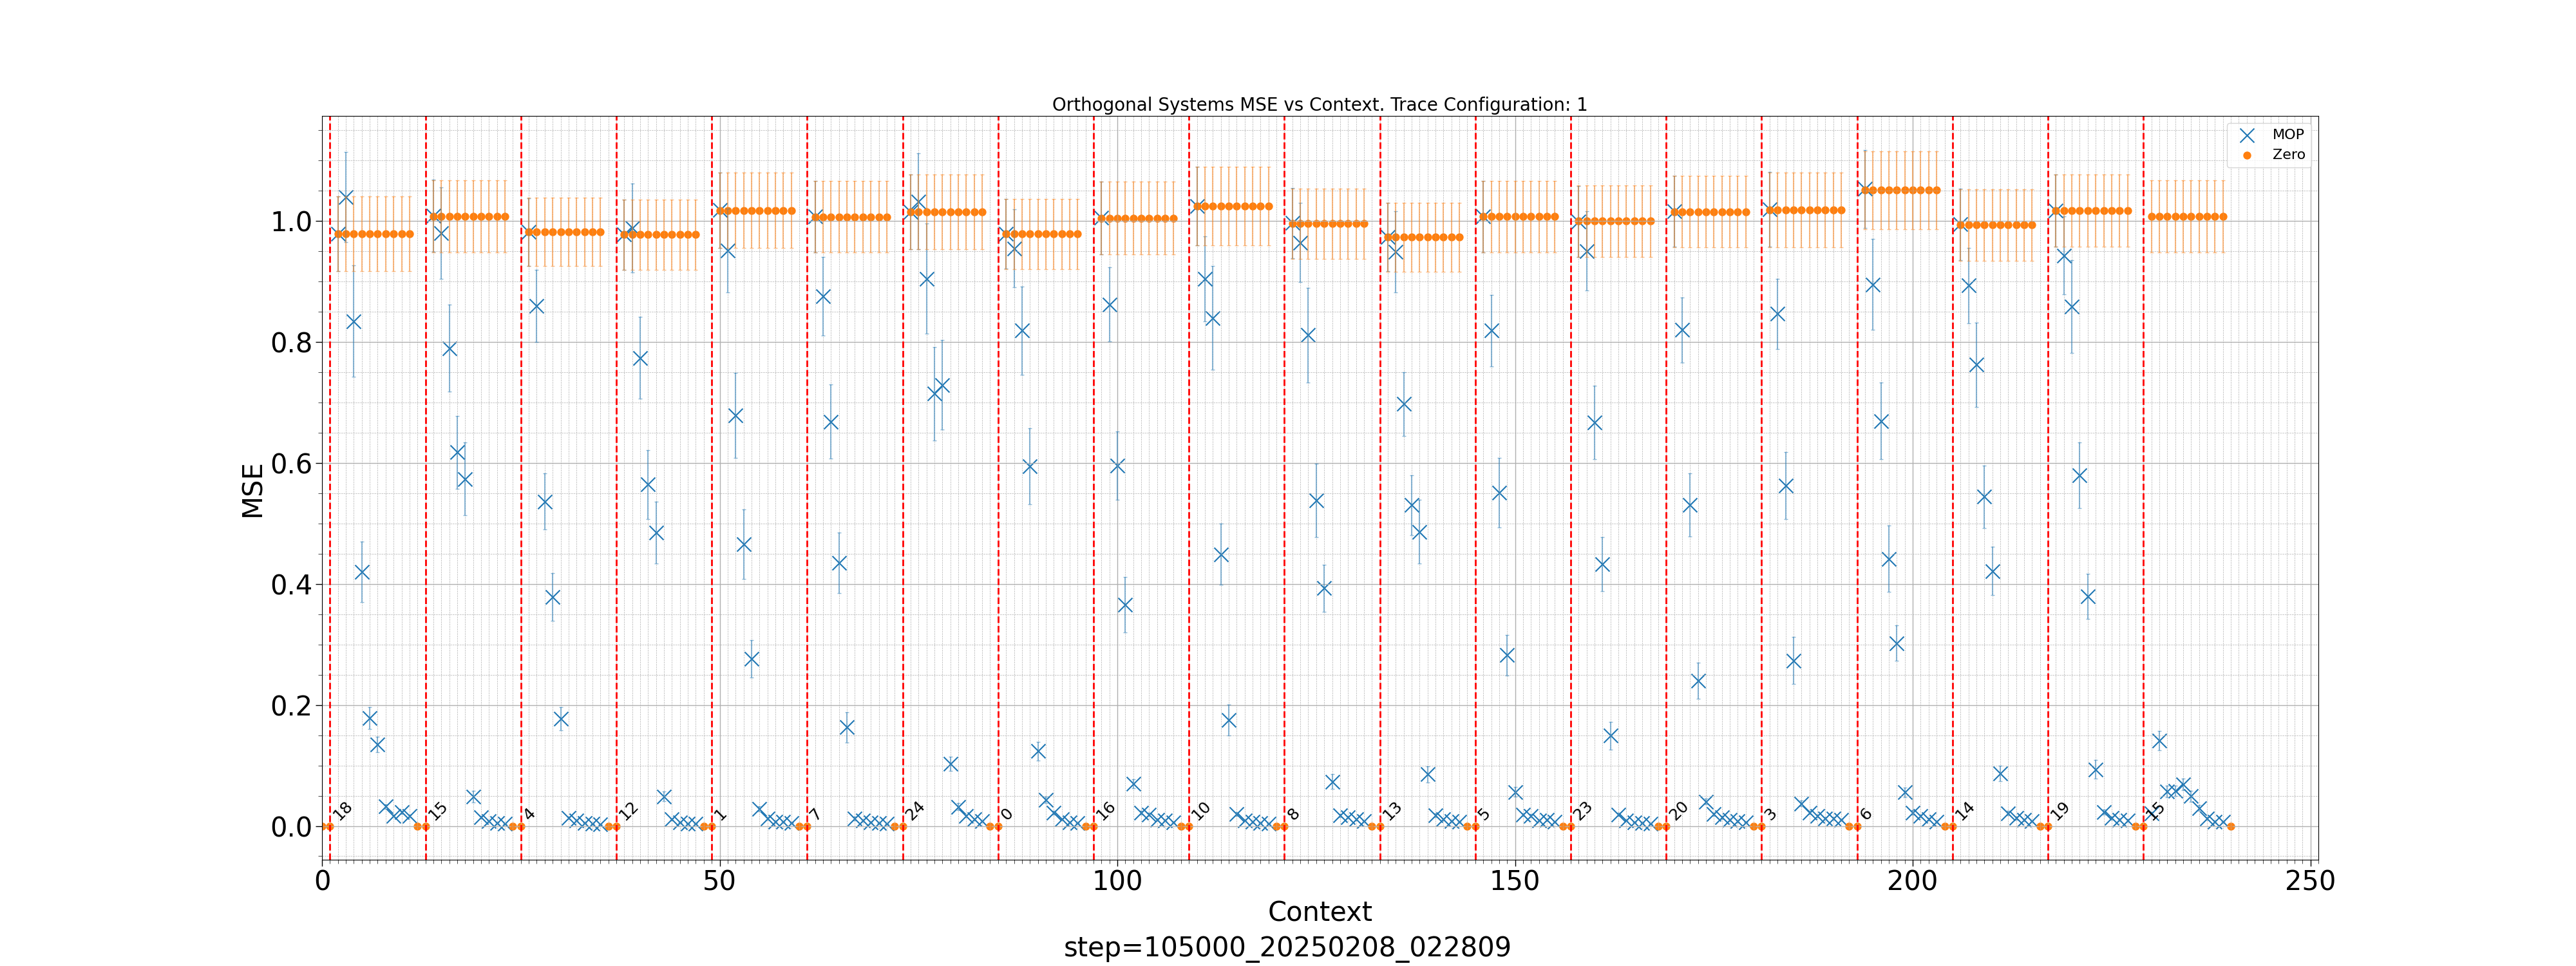 Orthogonal Systems MSE vs Context. Trace Configuration: 1
MOP
Zero
MSE
1.0
0.8
0.6
0.4
0.2
0.0
18 15 4 12 1 7 24 0 16 10 8 13 5 23 20 3 6 14 19 15
0 50 100 150 200 250
Context
step=105000_20250208_022809